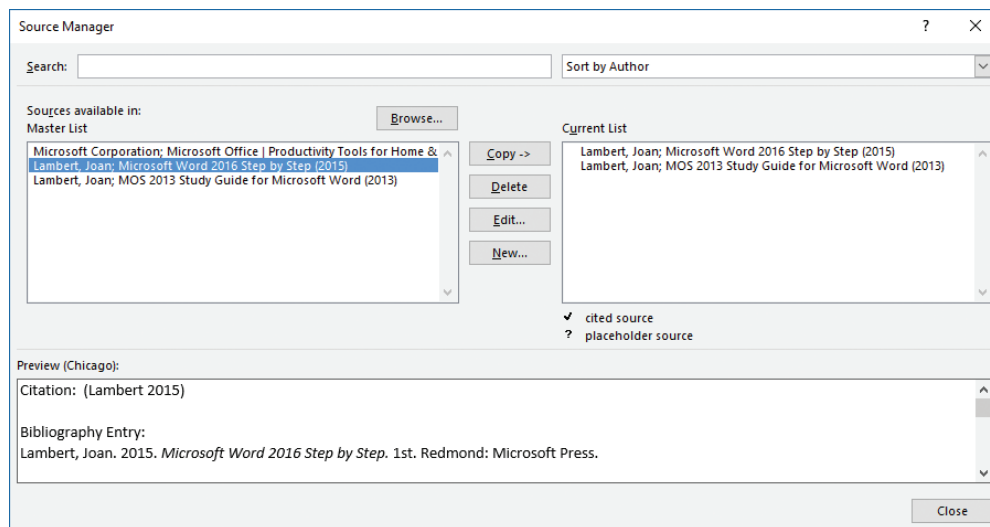 Source Manager
Search:
Sort by Author
Sources available in:
Master List
Browse...
Current List
Microsoft Corporation; Microsoft Office | Productivity Tools for Home &
Lambert, Joan; Microsoft Word 2016 Step by Step (2015)
Lambert, Joan; MOS 2013 Study Guide for Microsoft Word (2013)
Copy ->
Delete
Edit...
New...
Lambert, Joan; Microsoft Word 2016 Step by Step (2015)
Lambert, Joan; MOS 2013 Study Guide for Microsoft Word (2013)
✓ cited source
? placeholder source
Preview (Chicago):
Citation: (Lambert 2015)
Bibliography Entry:
Lambert, Joan. 2015. Microsoft Word 2016 Step by Step. 1st. Redmond: Microsoft Press.
Close